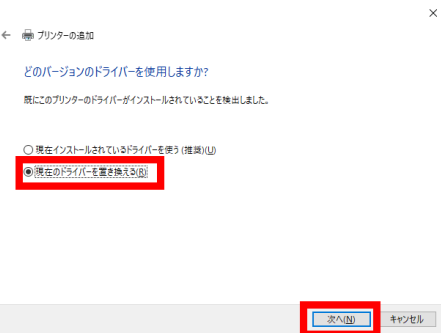 プリンターの追加
どのバージョンのドライバーを使用しますか?
既にこのプリンターのドライバーがインストールされていることを検出しました。
現在インストールされているドライバーを使う (推奨)(U)
現在のドライバーを置き換える(R)
次へ(N) キャンセル